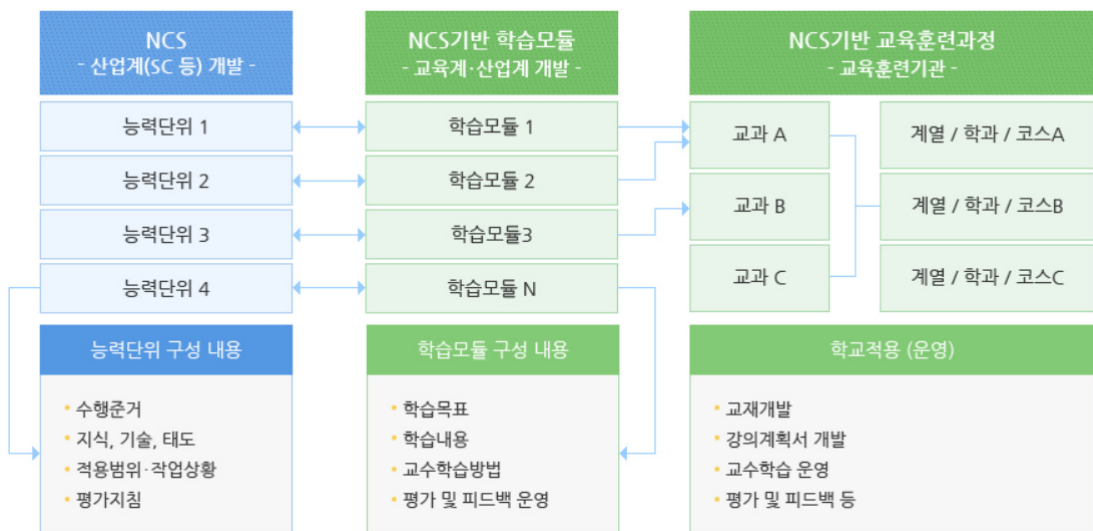 NCS
- 산업계(SC 등) 개발 -
능력단위 1
능력단위 2
능력단위 3
능력단위 4
능력단위 구성 내용
• 수행준거
• 지식, 기술, 태도
• 적용범위·작업상황
• 평가지침
NCS기반 학습모듈
- 교육계·산업계 개발 -
학습모듈 1
학습모듈 2
학습모듈3
학습모듈 N
학습모듈 구성 내용
• 학습목표
• 학습내용
• 교수학습방법
• 평가 및 피드백 운영
NCS기반 교육훈련과정
- 교육훈련기관 -
교과 A
교과 B
교과 C
계열 / 학과 / 코스A
계열 / 학과 / 코스B
계열 / 학과 / 코스C
학교적용 (운영)
• 교재개발
• 강의계획서 개발
• 교수학습 운영
• 평가 및 피드백 등